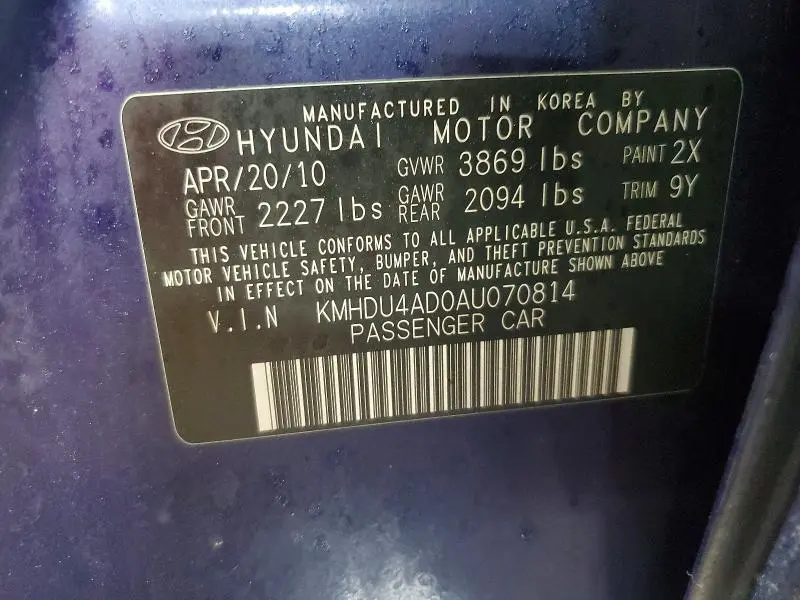 MANUFACTURED IN KOREA BY
HYUNDAI MOTOR COMPANY
APR/20/10 GVWR 3869 lbs PAINT 2X
GAWR FRONT 2227 lbs GAWR REAR 2094 lbs TRIM 9Y
THIS VEHICLE CONFORMS TO ALL APPLICABLE U.S.A. FEDERAL
MOTOR VEHICLE SAFETY, BUMPER, AND THEFT PREVENTION STANDARDS
IN EFFECT ON THE DATE OF MANUFACTURE SHOWN ABOVE
V.I.N KMHDU4AD0AU070814
PASSENGER CAR